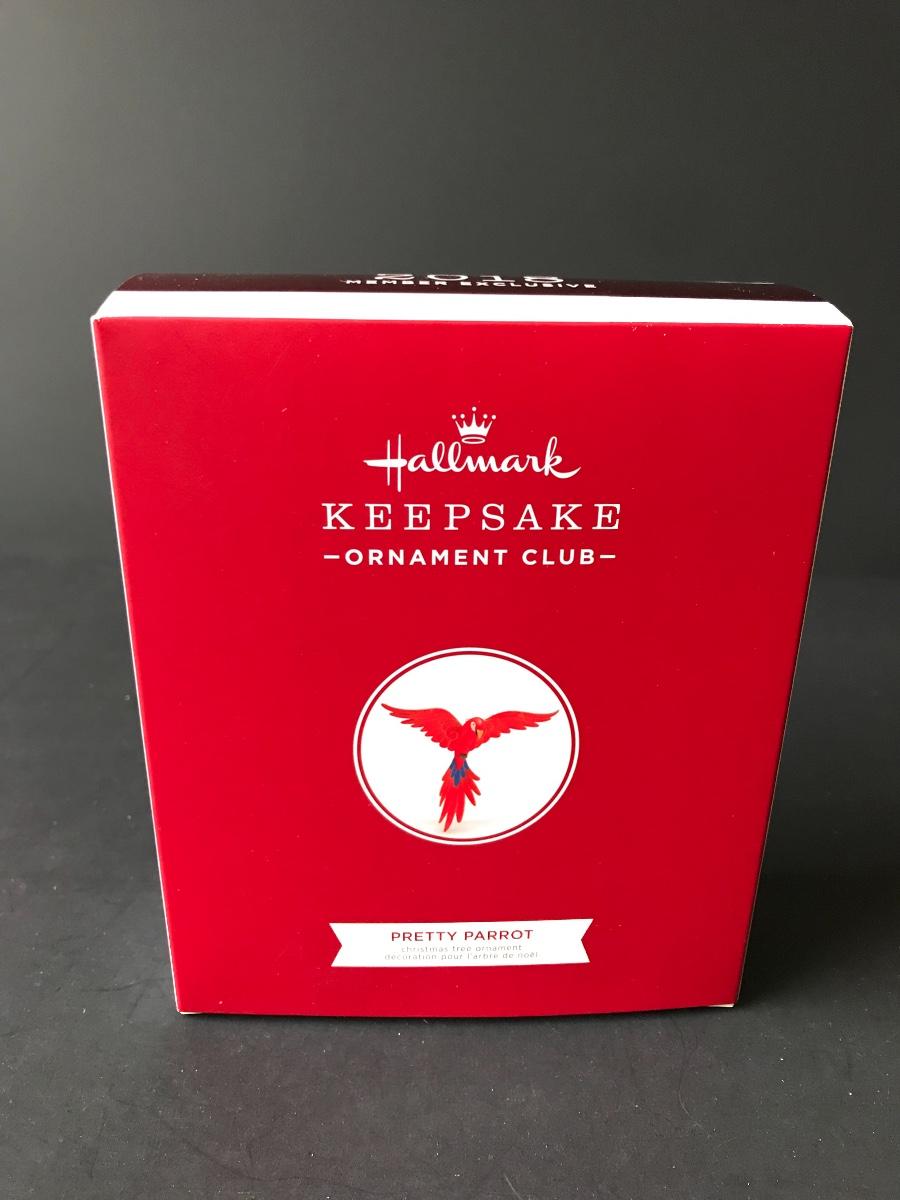 2018
MEMBER EXCLUSIVE
Hallmark
KEEPSAKE
–ORNAMENT CLUB–
PRETTY PARROT
christmas tree ornament
décoration pour l'arbre de noël